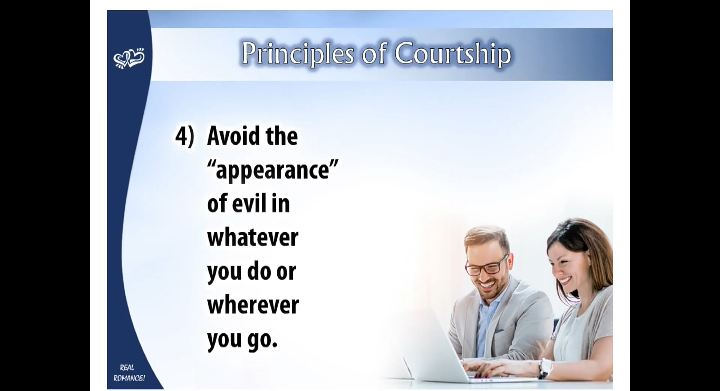 Principles of Courtship
4) Avoid the
“appearance”
of evil in
whatever
you do or
wherever
you go.
REAL
ROMANCE!